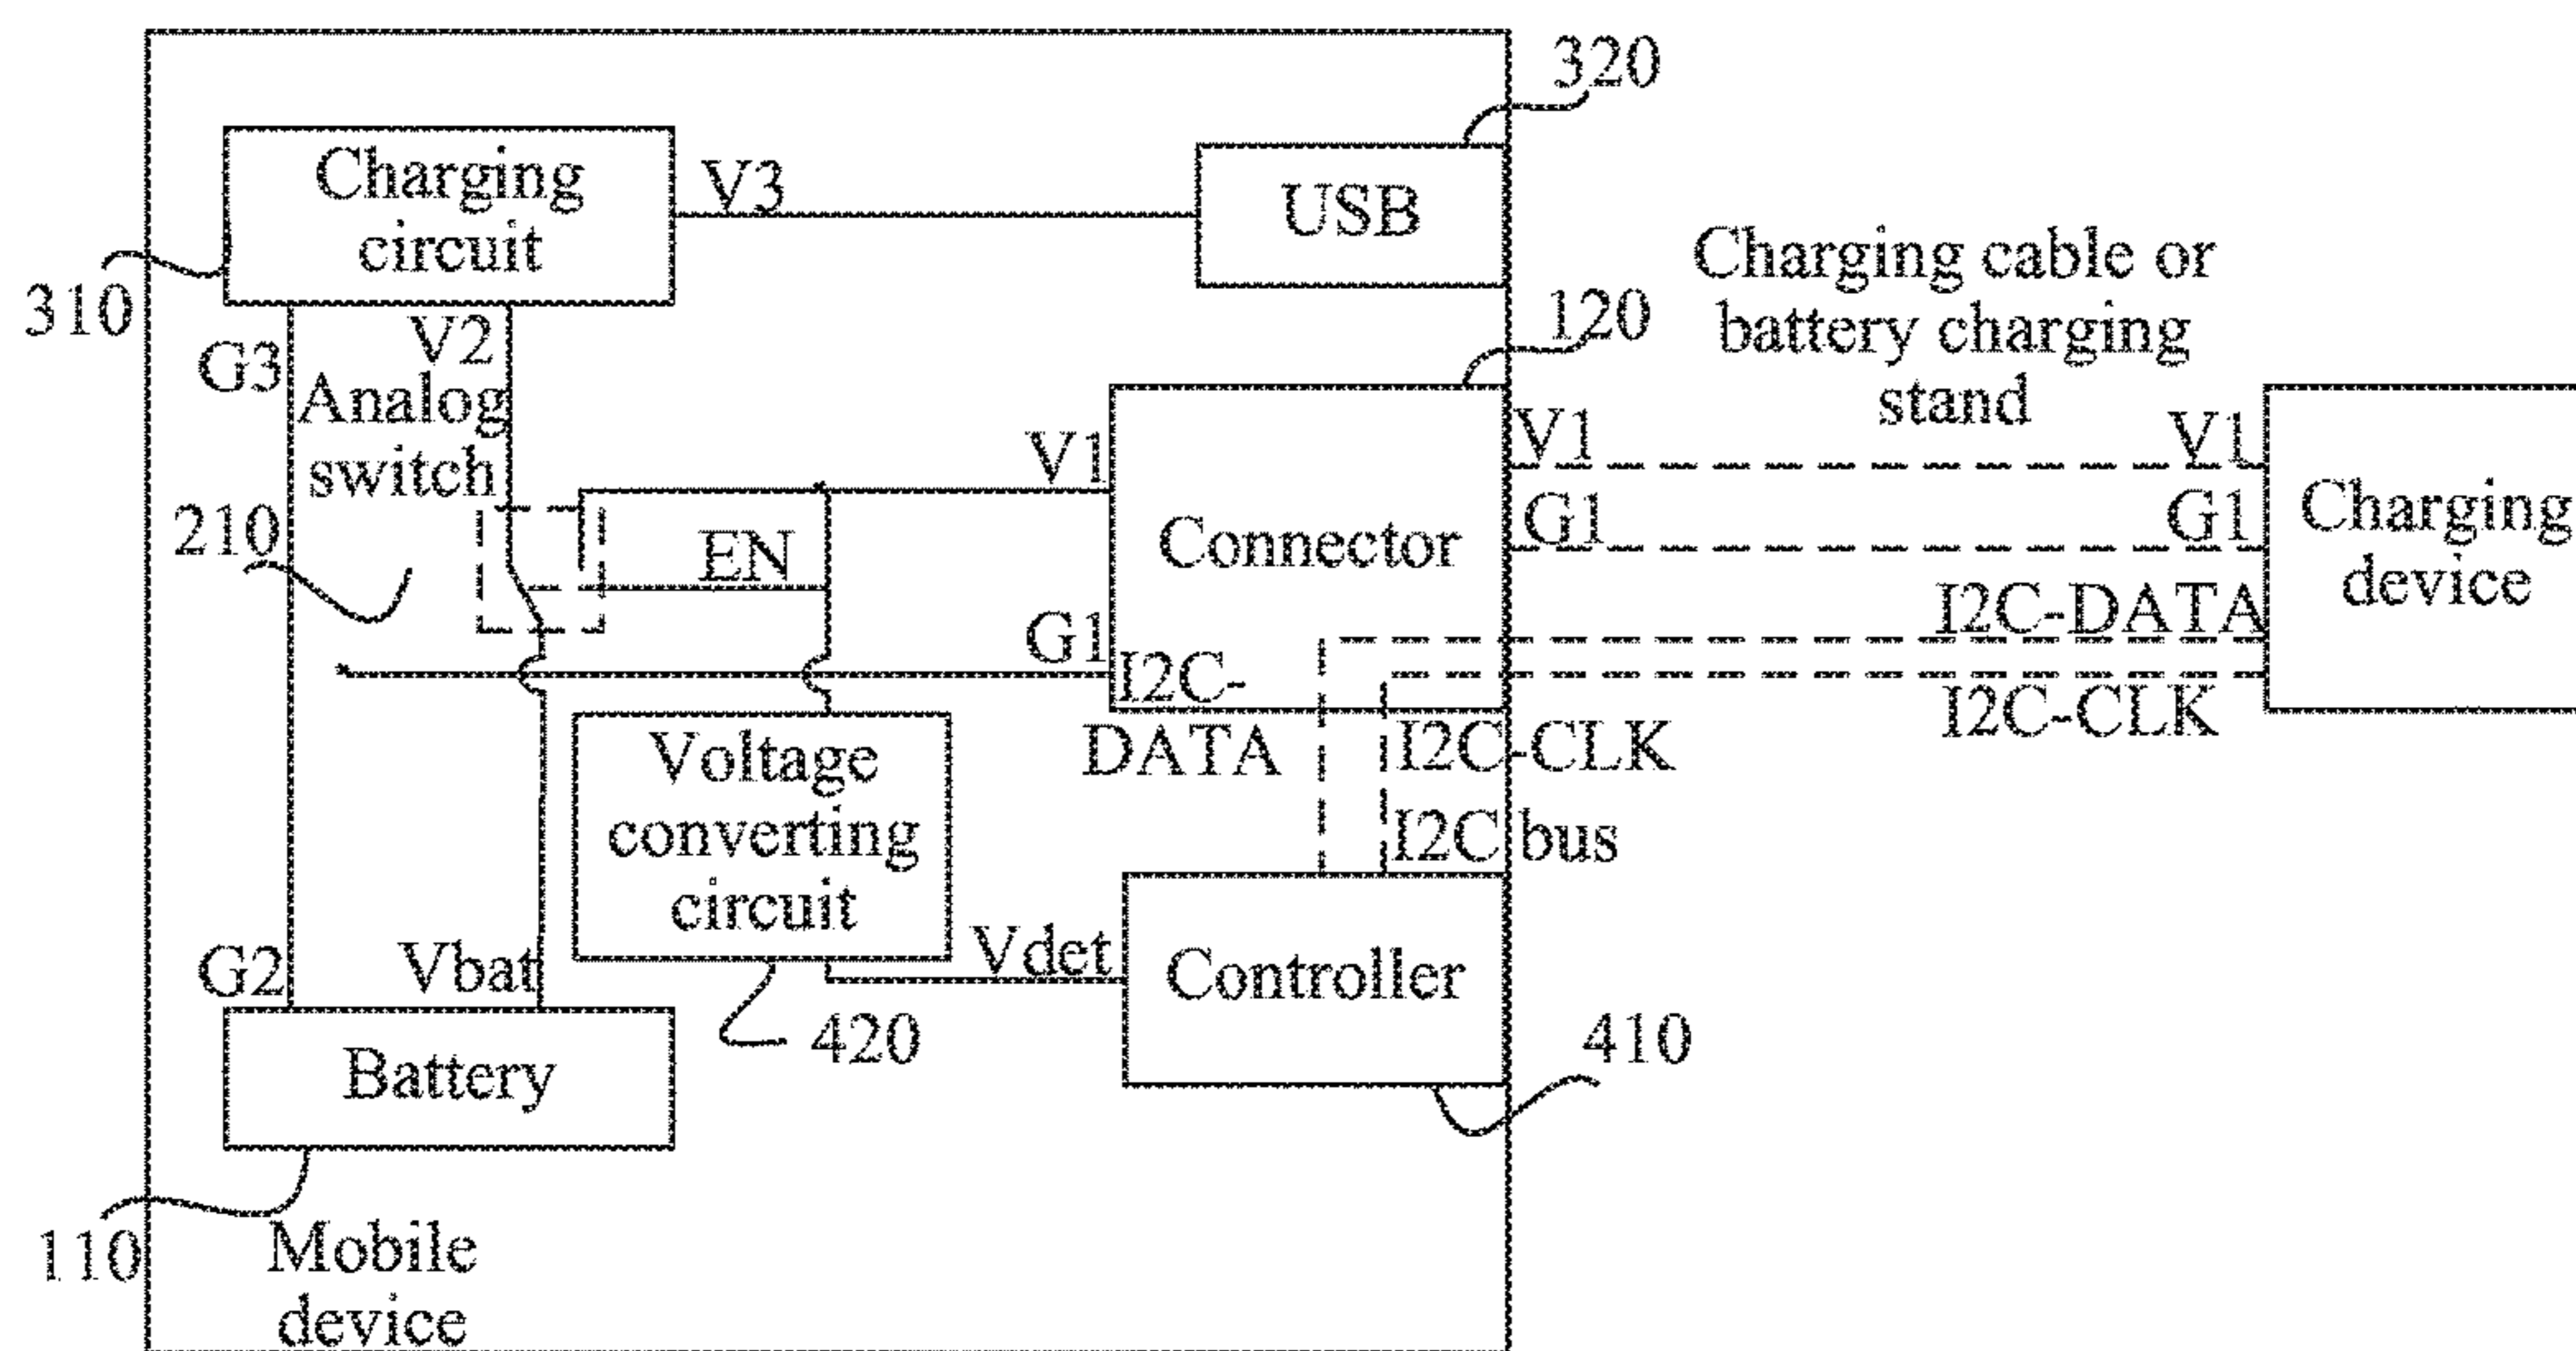 320
Charging
circuit
V3
USB
310
Charging cable or
battery charging
stand
120
G3
V2
Analog
switch
210
V1
EN
G1
Connector
V1
G1
V1
G1
Charging
device
I2C-DATA
I2C-CLK
I2C-
DATA
I2C-CLK
I2C bus
Voltage
converting
circuit
G2
Vbat
Vdet
Controller
420
410
Battery
110
Mobile
device